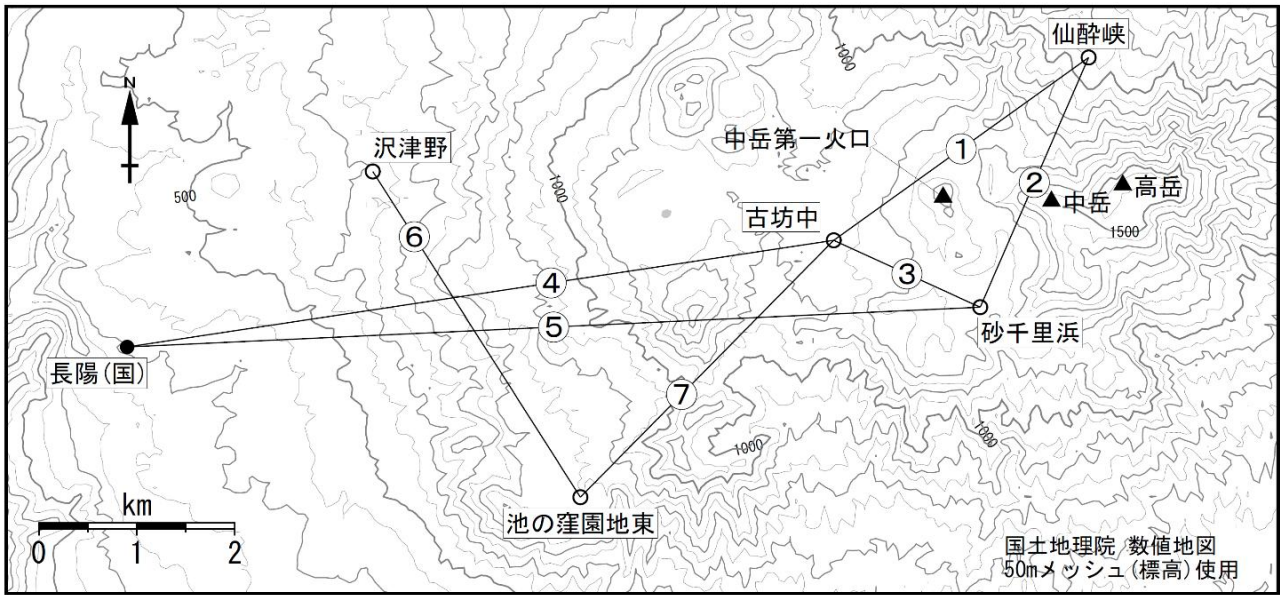 仙酔峡
1000
N
沢津野
中岳第一火口
①
500
1000
②
高岳
中岳
古坊中
1500
⑥
③
④
⑤
砂千里浜
長陽(国)
⑦
1000
1000
km
0 1 2
池の窪園地東
国土地理院 数値地図
50mメッシュ(標高)使用